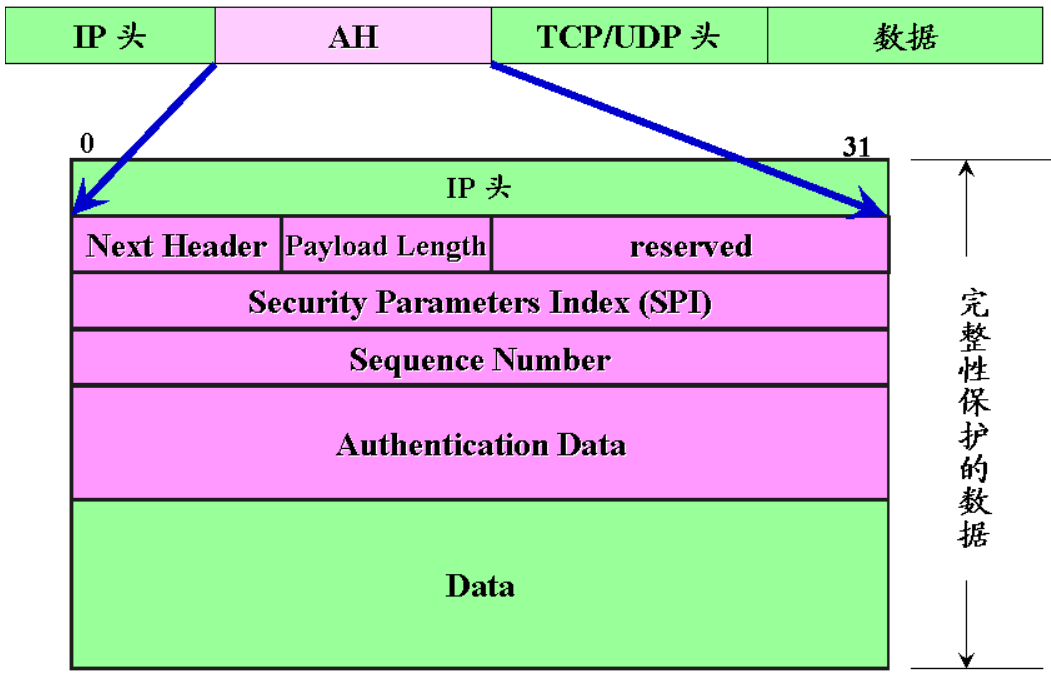 IP 头 AH TCP/UDP 头 数据
0 31
IP 头
Next Header Payload Length reserved
Security Parameters Index (SPI)
Sequence Number
Authentication Data
Data
完整性保护的数据